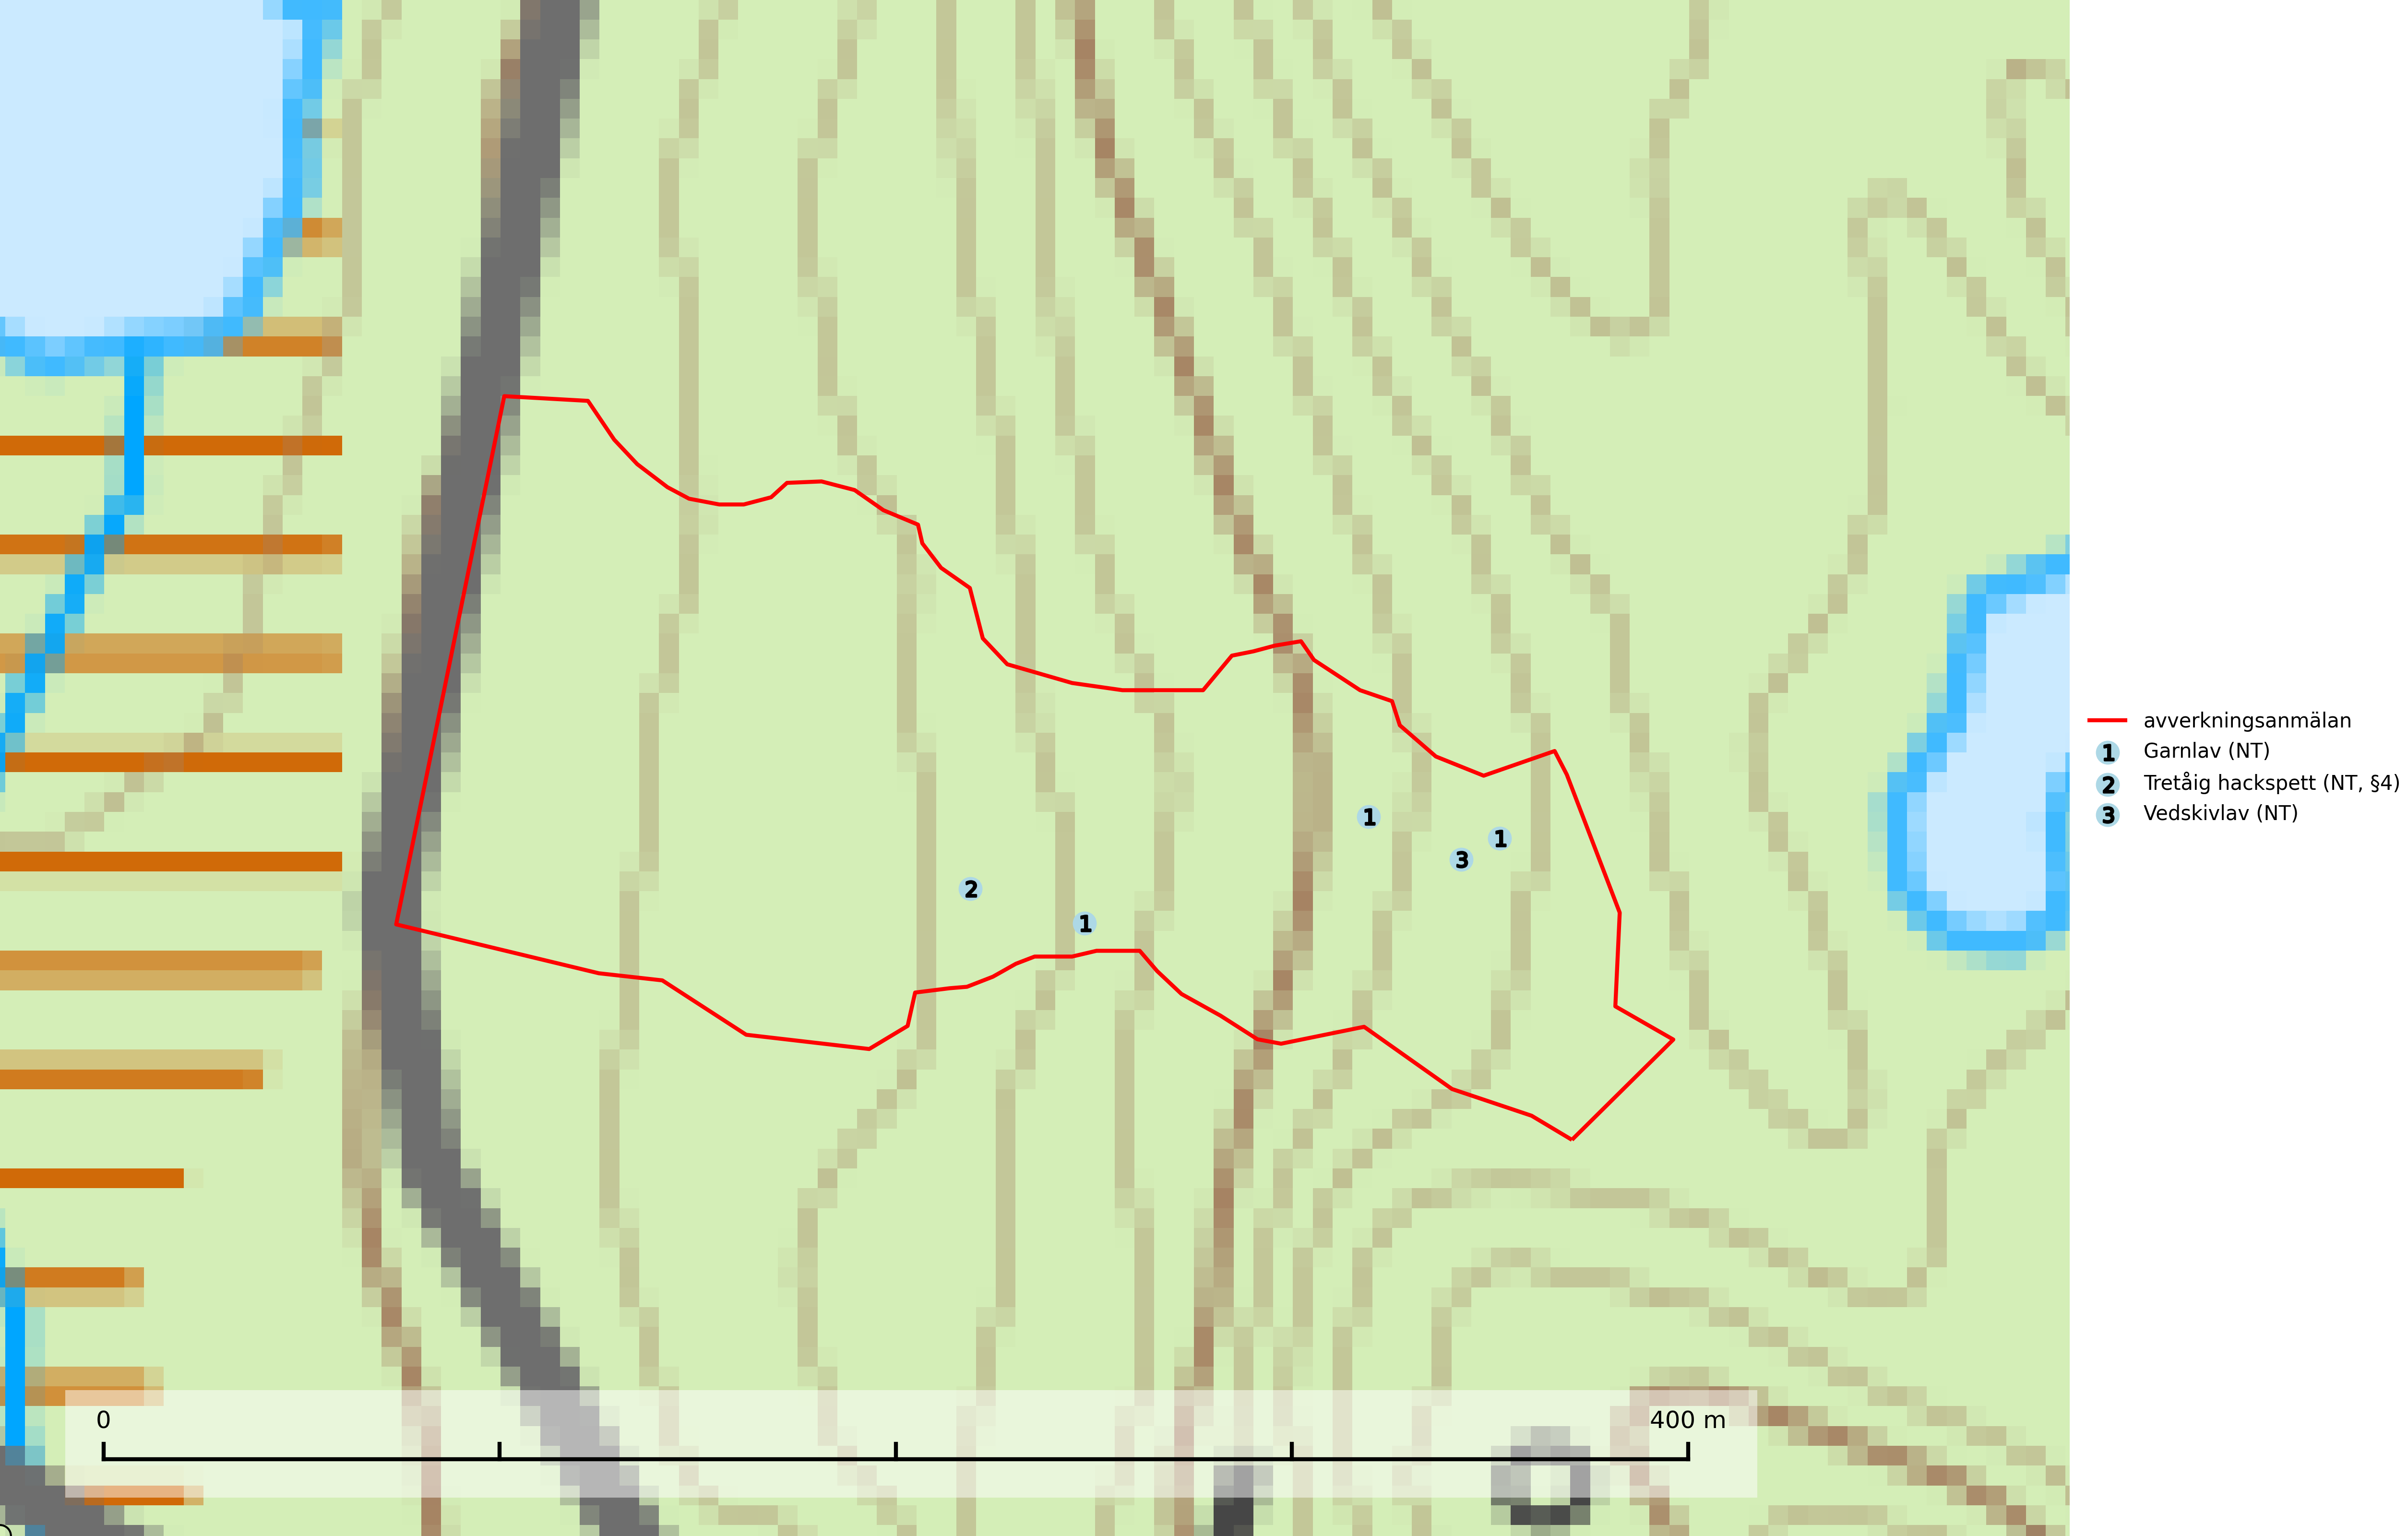 avverkningsanmälan
1 Garnlav (NT)
2 Tretåig hackspett (NT, §4)
3 Vedskivlav (NT)
1
1
3
2
1
0 400 m